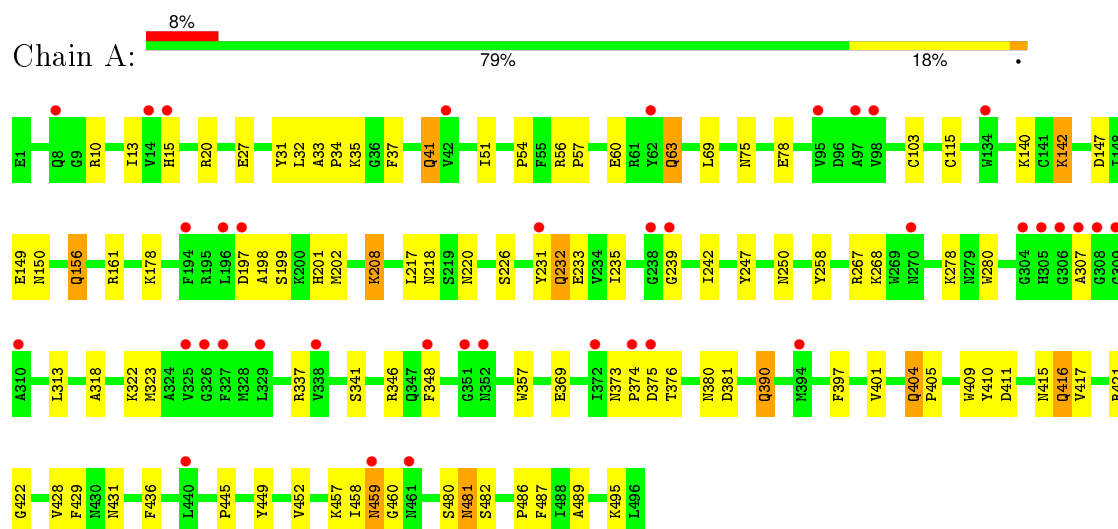 8%
Chain A:
79% 18% •
E1 Q8 G9 R10 I13 V14 H15 R20 E27 Y31 L32 A33 P34 K35 G36 F37 Q41 V42 I51 P54 F55 R56 P57 E60 R61 Y62 Q63 L69 N75 E78 V95 D96 A97 V98 C103 C115 W134 K140 C141 K142 D147 I148
E149 N150 Q156 R161 K178 F194 R195 L196 D197 A198 S199 K200 H201 M202 K208 L217 N218 S219 N220 S226 Y231 Q232 E233 V234 I235 G238 G239 I242 Y247 N250 Y258 R267 K268 W269 N270 K278 N279 W280 G304 H305 G306 A307 G308
A310 L313 A318 K322 M323 A324 V325 G326 F327 M328 L329 R337 V338 S341 R346 Q347 F348 G351 N352 W357 E369 I372 N373 P374 D375 T376 N380 D381 Q390 M394 F397 V401 Q404 P405 W409 Y410 D411 N415 Q416 V417 R421
G422 V428 F429 N430 N431 F436 L440 P445 Y449 V452 K457 I458 N459 G460 N461 S480 N481 S482 P486 F487 I488 A489 K495 L496